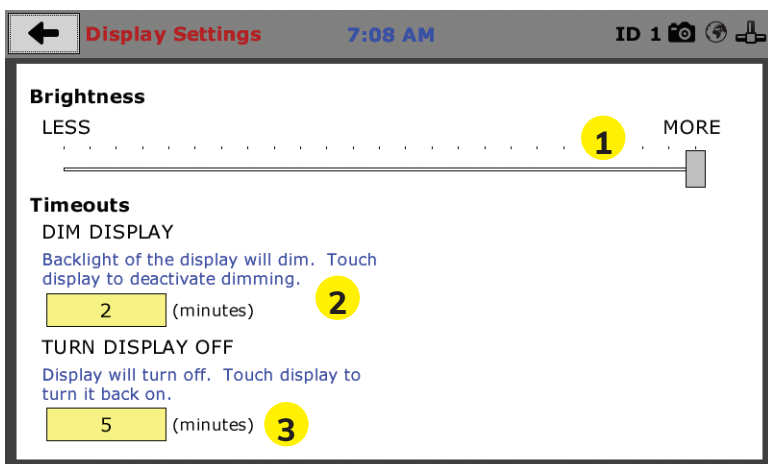 Display Settings 7:08 AM ID 1
Brightness
LESS MORE
1
Timeouts
DIM DISPLAY
Backlight of the display will dim. Touch
display to deactivate dimming.
2 (minutes) 2
TURN DISPLAY OFF
Display will turn off. Touch display to
turn it back on.
5 (minutes) 3